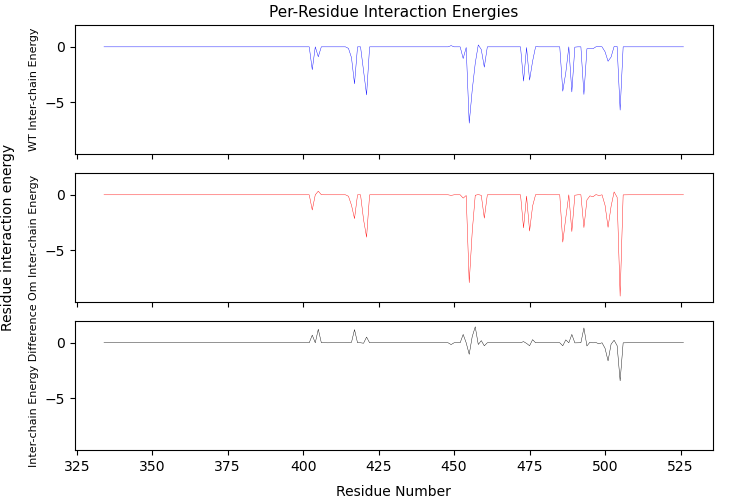 Per-Residue Interaction Energies
Residue interaction energy
WT Inter-chain Energy
0
−5
Om Inter-chain Energy
0
−5
Inter-chain Energy Difference
0
−5
325
350
375
400
425
450
475
500
525
Residue Number